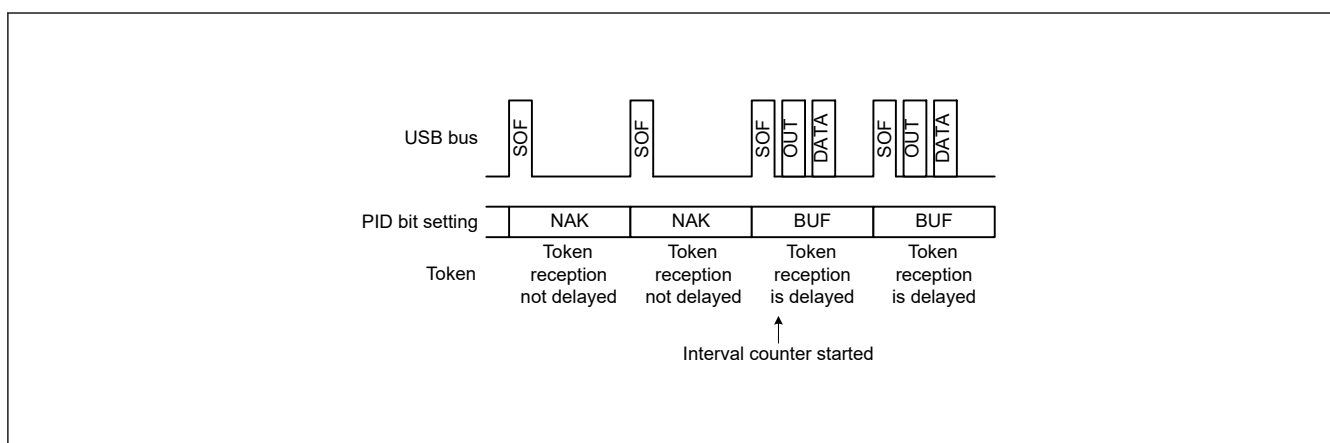 USB bus
SOF
SOF
SOF
OUT
DATA
SOF
OUT
DATA
PID bit setting
NAK
NAK
BUF
BUF
Token
Token
reception
not delayed
Token
reception
not delayed
Token
reception
is delayed
Token
reception
is delayed
Interval counter started